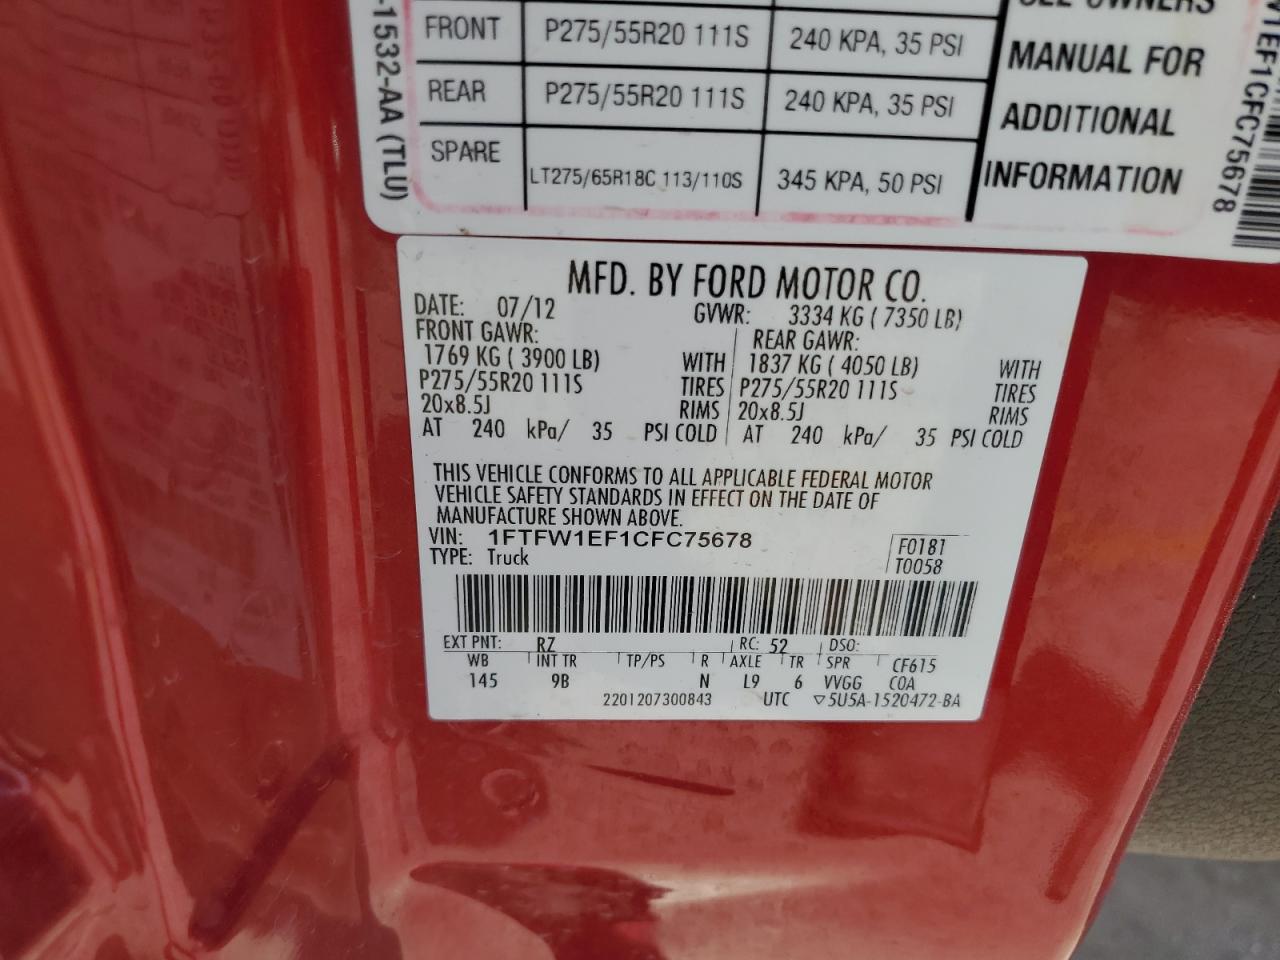 SEE OWNERS
FRONT P275/55R20 111S 240 KPA, 35 PSI MANUAL FOR
REAR P275/55R20 111S 240 KPA, 35 PSI ADDITIONAL
SPARE LT275/65R18C 113/110S 345 KPA, 50 PSI INFORMATION
-1532-AA (TLU)
EF1CFC75678
MFD. BY FORD MOTOR CO.
DATE: 07/12 GVWR: 3334 KG ( 7350 LB)
FRONT GAWR: REAR GAWR:
1769 KG ( 3900 LB) WITH 1837 KG ( 4050 LB) WITH
P275/55R20 111S TIRES P275/55R20 111S TIRES
20x8.5J RIMS 20x8.5J RIMS
AT 240 kPa/ 35 PSI COLD AT 240 kPa/ 35 PSI COLD
THIS VEHICLE CONFORMS TO ALL APPLICABLE FEDERAL MOTOR
VEHICLE SAFETY STANDARDS IN EFFECT ON THE DATE OF
MANUFACTURE SHOWN ABOVE.
VIN: 1FTFW1EF1CFC75678 F0181
TYPE: Truck T0058
EXT PNT: RZ RC: 52 DSO:
WB INT TR TP/PS R AXLE TR SPR CF615
145 9B N L9 6 VVGG COA
2201207300843 UTC ▽5U5A-1520472-BA